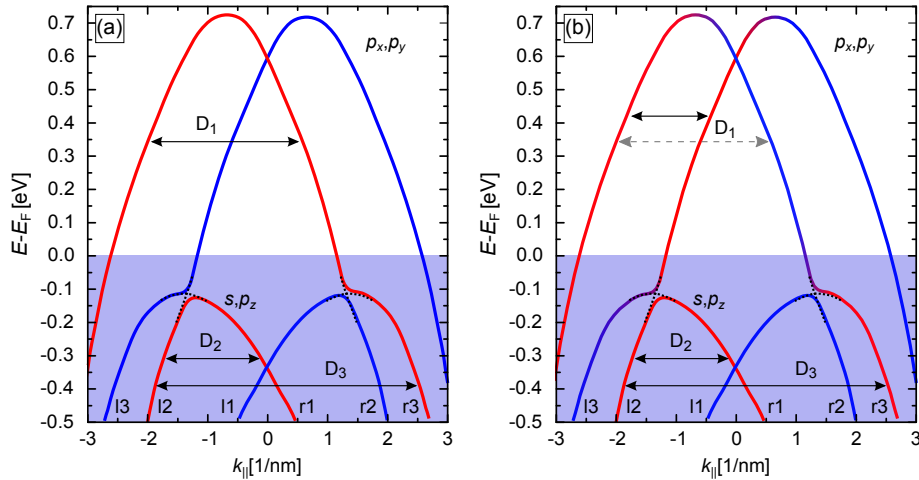 (a)
p_x,p_y
D_1
s,p_z
D_2
D_3
l3 l2 l1 r1 r2 r3
0.7
0.6
0.5
0.4
0.3
0.2
0.1
0.0
-0.1
-0.2
-0.3
-0.4
-0.5
-3 -2 -1 0 1 2 3
E-E_F [eV]
k_|| [1/nm]
(b)
p_x,p_y
D_1
s,p_z
D_2
D_3
l3 l2 l1 r1 r2 r3
0.7
0.6
0.5
0.4
0.3
0.2
0.1
0.0
-0.1
-0.2
-0.3
-0.4
-0.5
-3 -2 -1 0 1 2 3
E-E_F [eV]
k_|| [1/nm]